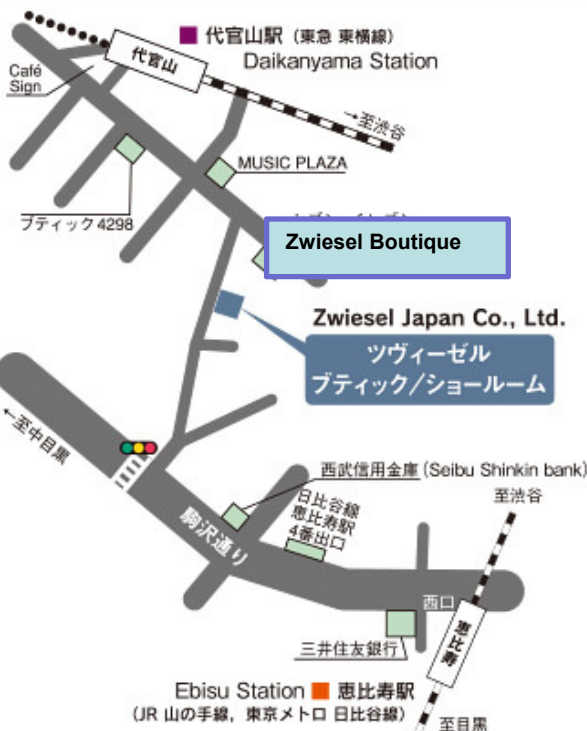 代官山駅（東急 東横線）
Daikanyama Station
代官山
Café
Sign
→至渋谷
MUSIC PLAZA
ブティック4298
Zwiesel Boutique
Zwiesel Japan Co., Ltd.
ツヴィーゼル
ブティック/ショールーム
←至中目黒
西武信用金庫 (Seibu Shinkin bank)
日比谷線
恵比寿駅
4番出口
至渋谷
駒沢通り
西口
恵比寿
三井住友銀行
Ebisu Station 恵比寿駅
（JR 山の手線，東京メトロ 日比谷線）
至目黒